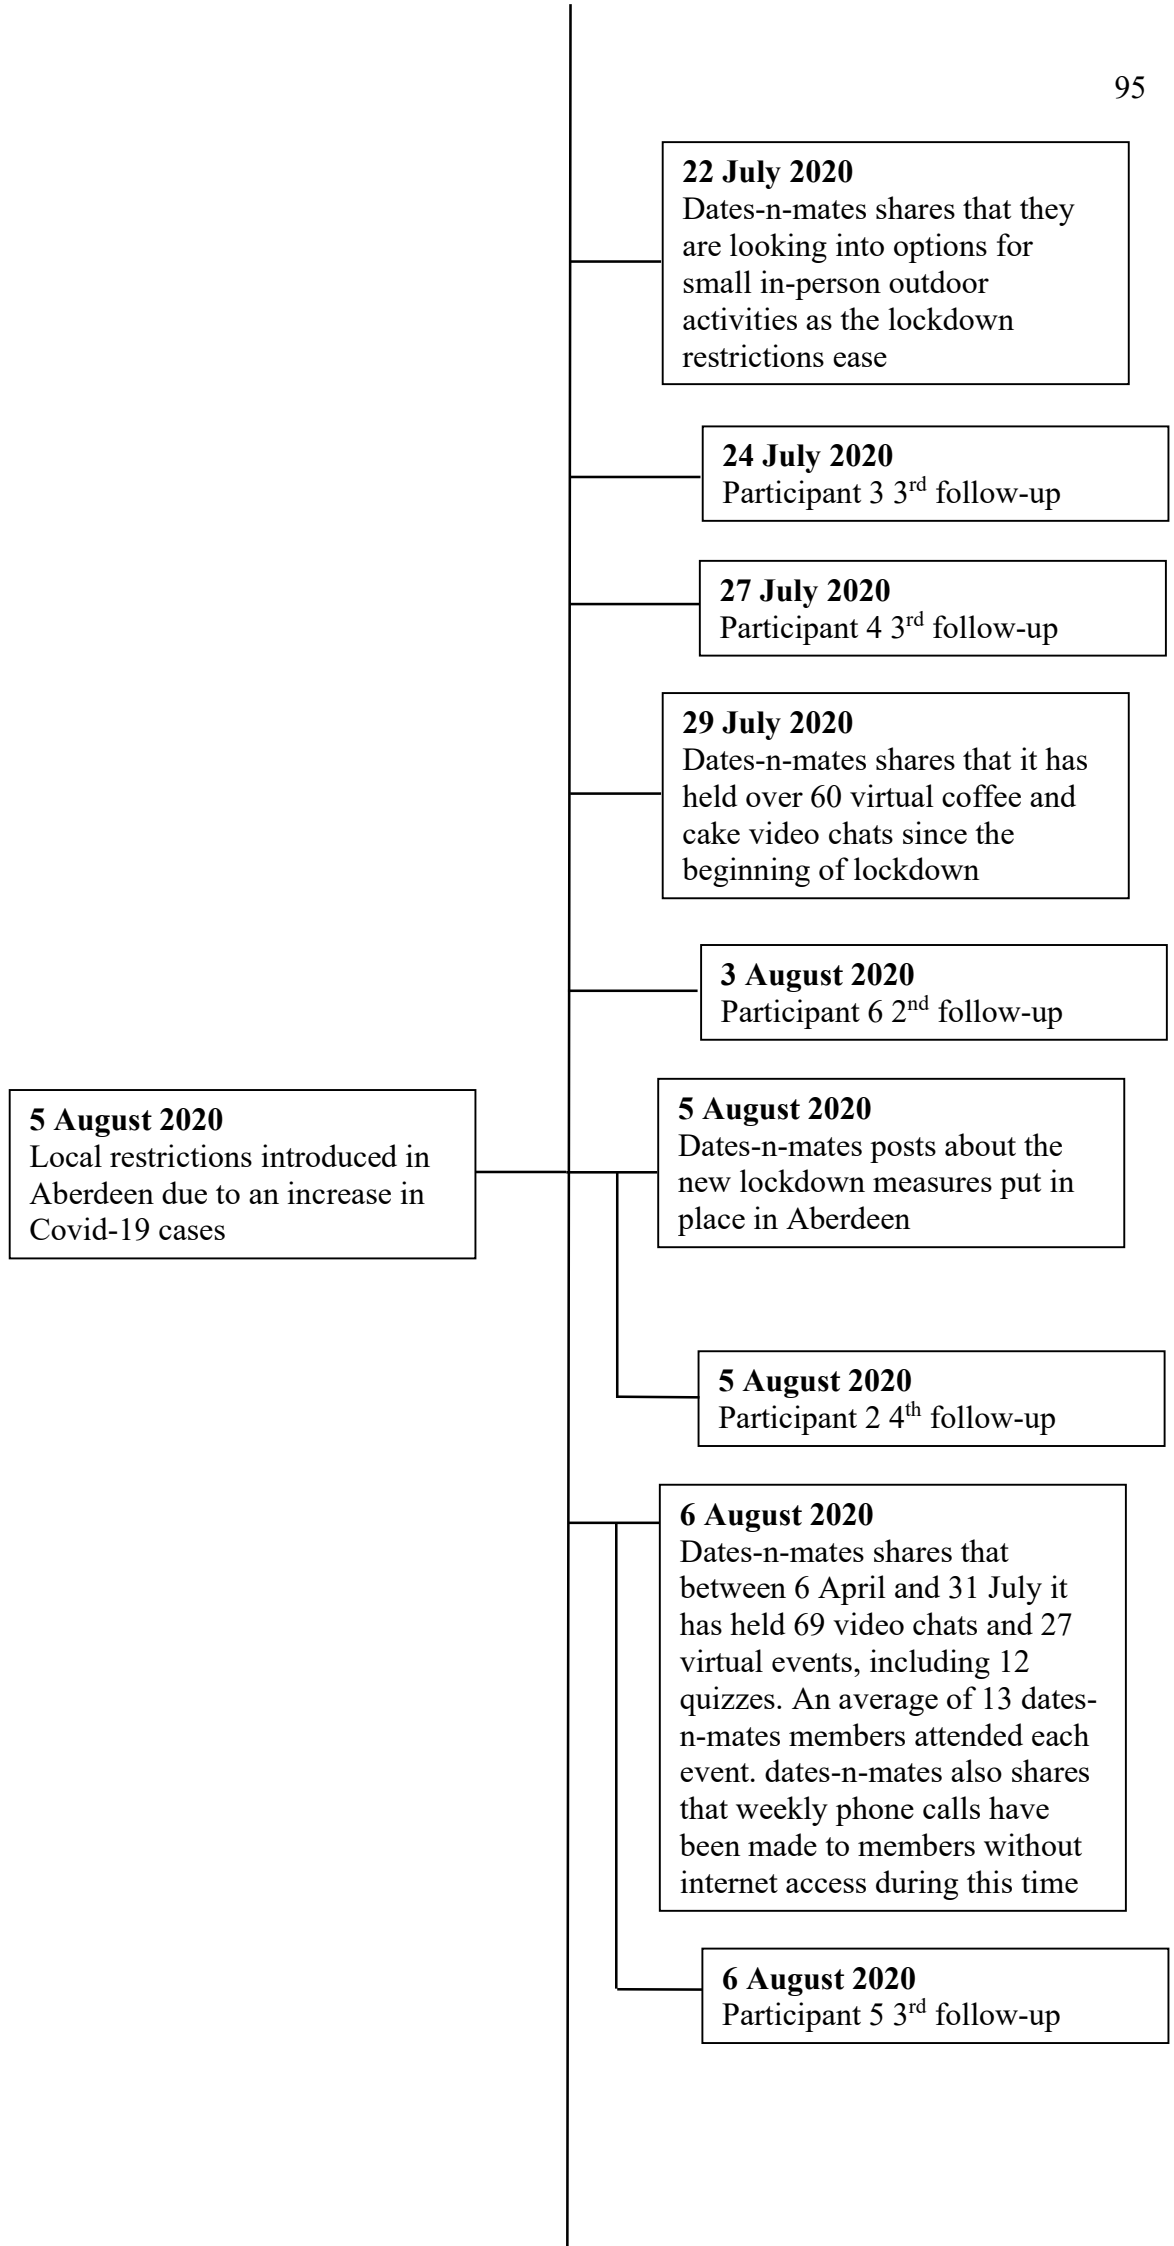 95
22 July 2020
Dates-n-mates shares that they
are looking into options for
small in-person outdoor
activities as the lockdown
restrictions ease
24 July 2020
Participant 3 3rd follow-up
27 July 2020
Participant 4 3rd follow-up
29 July 2020
Dates-n-mates shares that it has
held over 60 virtual coffee and
cake video chats since the
beginning of lockdown
3 August 2020
Participant 6 2nd follow-up
5 August 2020
Local restrictions introduced in
Aberdeen due to an increase in
Covid-19 cases
5 August 2020
Dates-n-mates posts about the
new lockdown measures put in
place in Aberdeen
5 August 2020
Participant 2 4th follow-up
6 August 2020
Dates-n-mates shares that
between 6 April and 31 July it
has held 69 video chats and 27
virtual events, including 12
quizzes. An average of 13 dates-
n-mates members attended each
event. dates-n-mates also shares
that weekly phone calls have
been made to members without
internet access during this time
6 August 2020
Participant 5 3rd follow-up